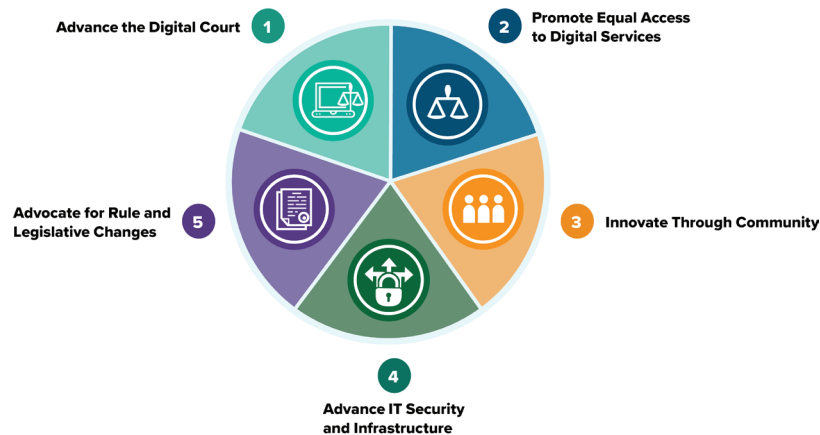 1
Advance the Digital Court
2
Promote Equal Access
to Digital Services
3
Innovate Through Community
4
Advance IT Security
and Infrastructure
5
Advocate for Rule and
Legislative Changes